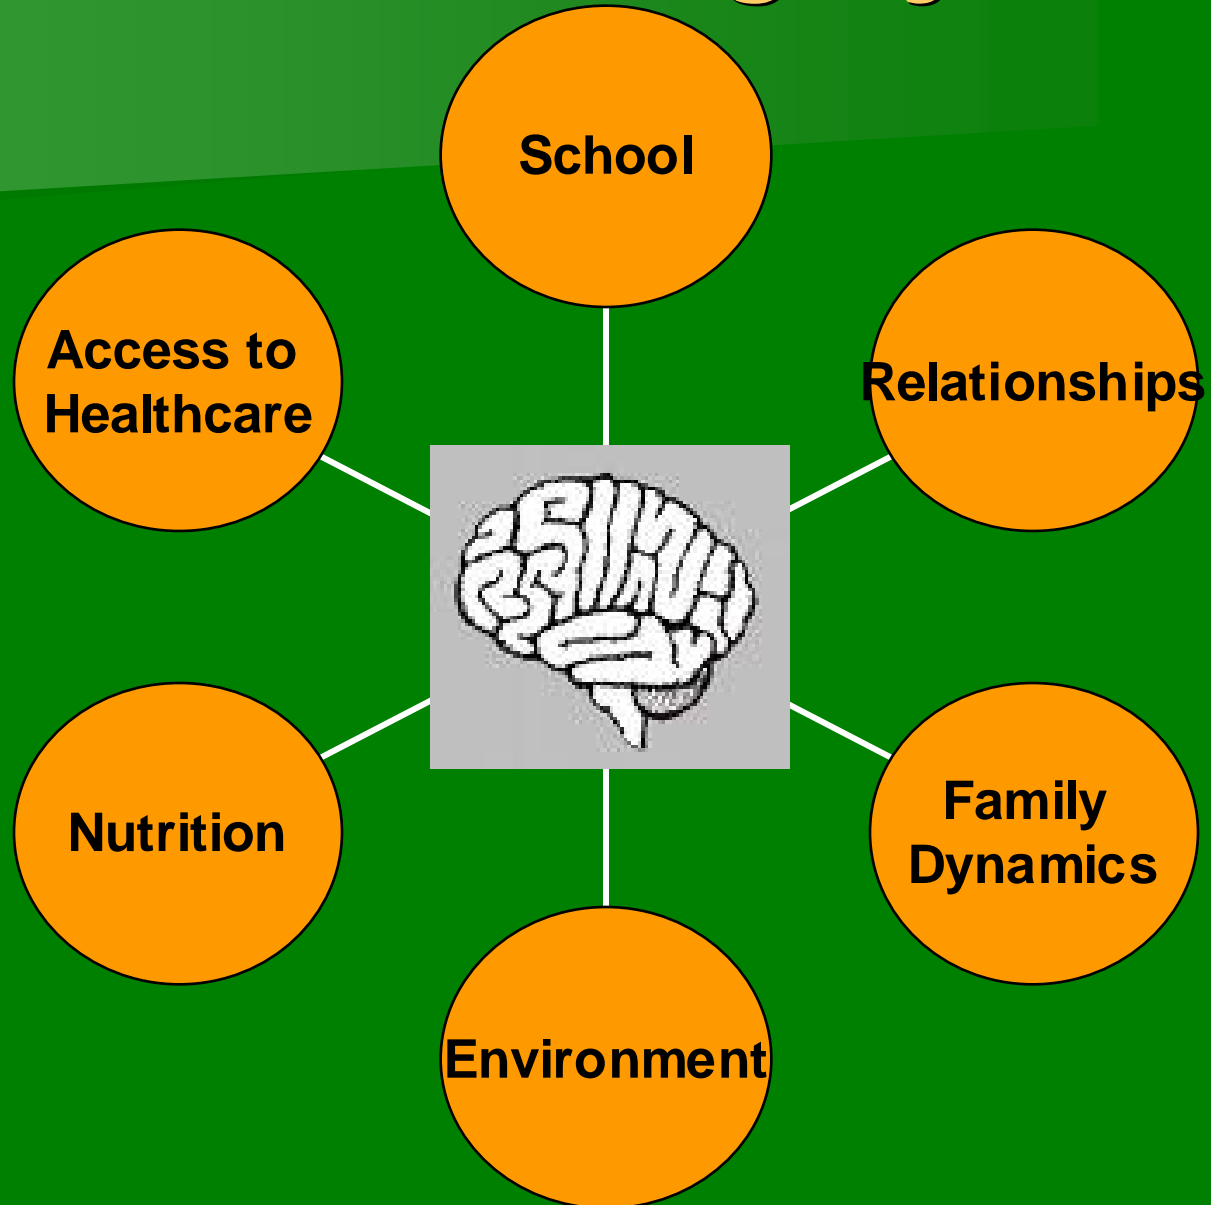 School
Access to
Healthcare
Relationships
Nutrition
Family
Dynamics
Environment